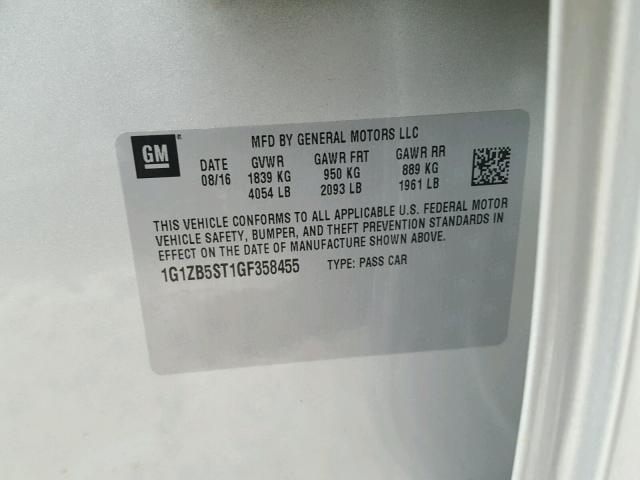 GM
MFD BY GENERAL MOTORS LLC
DATE GVWR GAWR FRT GAWR RR
08/16 1839 KG 950 KG 889 KG
4054 LB 2093 LB 1961 LB
THIS VEHICLE CONFORMS TO ALL APPLICABLE U.S. FEDERAL MOTOR
VEHICLE SAFETY, BUMPER, AND THEFT PREVENTION STANDARDS IN
EFFECT ON THE DATE OF MANUFACTURE SHOWN ABOVE.
1G1ZB5ST1GF358455 TYPE: PASS CAR